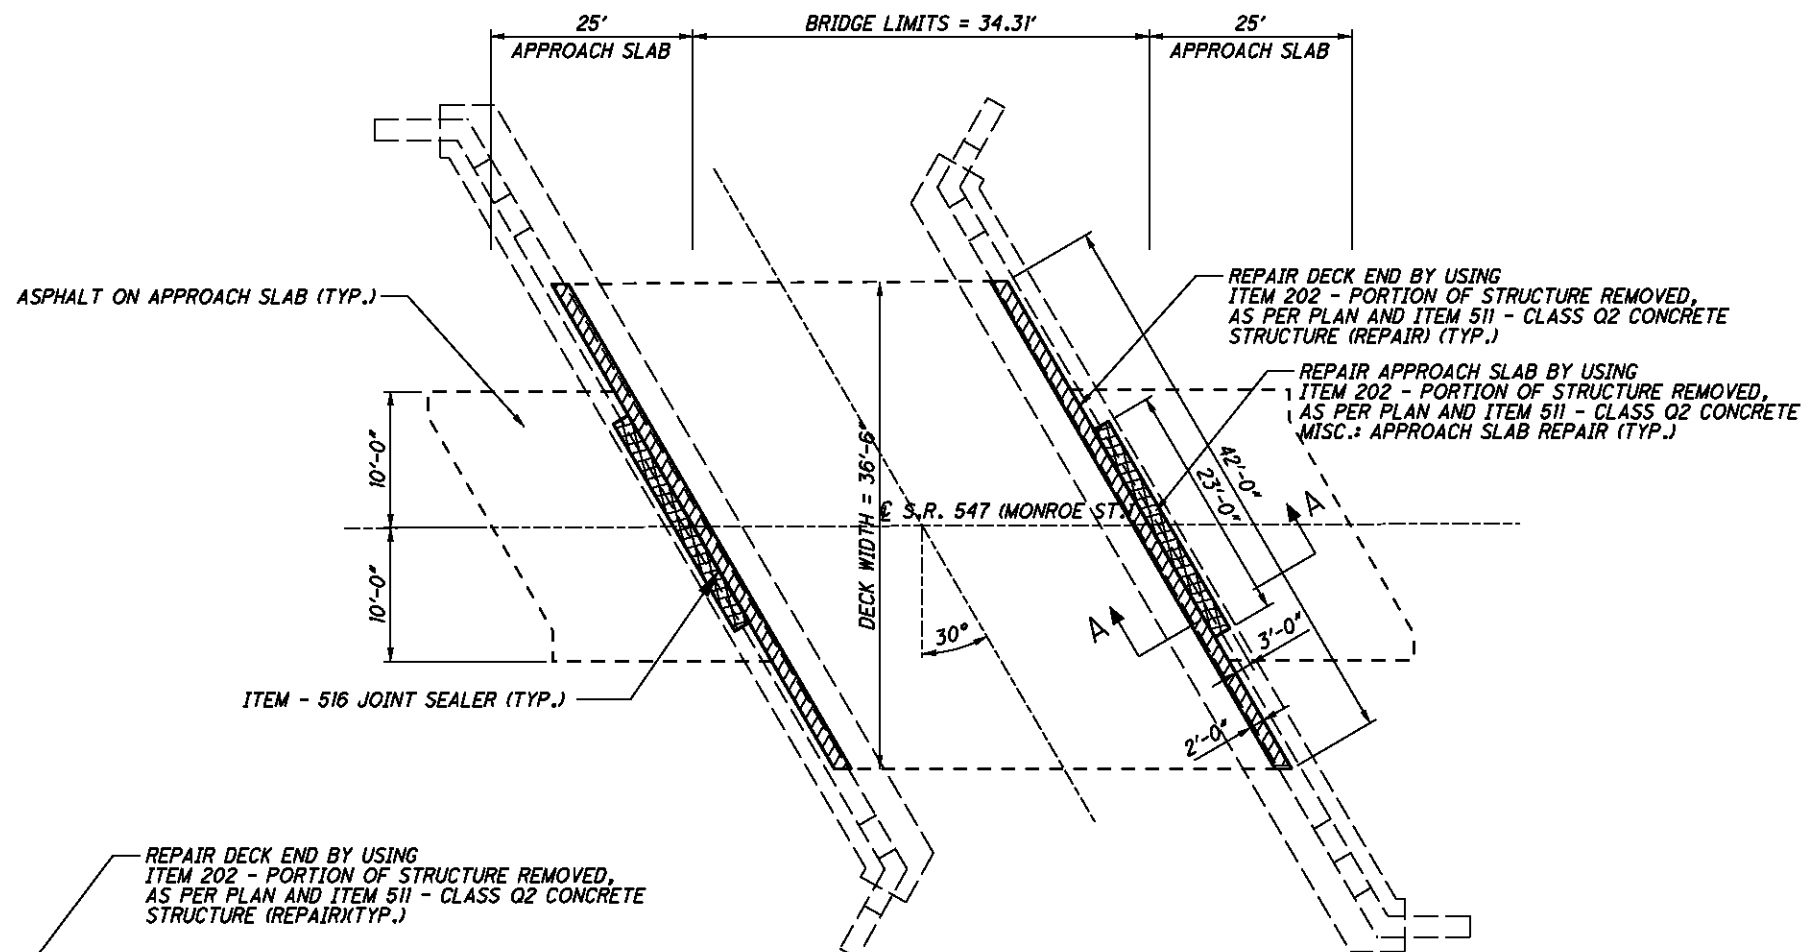 25'
BRIDGE LIMITS = 34.31'
25'
APPROACH SLAB
APPROACH SLAB
ASPHALT ON APPROACH SLAB (TYP.)
REPAIR DECK END BY USING
ITEM 202 - PORTION OF STRUCTURE REMOVED,
AS PER PLAN AND ITEM 511 - CLASS Q2 CONCRETE
STRUCTURE (REPAIR) (TYP.)
REPAIR APPROACH SLAB BY USING
ITEM 202 - PORTION OF STRUCTURE REMOVED,
AS PER PLAN AND ITEM 511 - CLASS Q2 CONCRETE
MISC.: APPROACH SLAB REPAIR (TYP.)
10'-0"
10'-0"
DECK WIDTH = 36'-6"
℄ S.R. 547 (MONROE ST.)
42'-0"
23'-0"
A
A
30°
3'-0"
2'-0"
ITEM - 516 JOINT SEALER (TYP.)
REPAIR DECK END BY USING
ITEM 202 - PORTION OF STRUCTURE REMOVED,
AS PER PLAN AND ITEM 511 - CLASS Q2 CONCRETE
STRUCTURE (REPAIR)(TYP.)